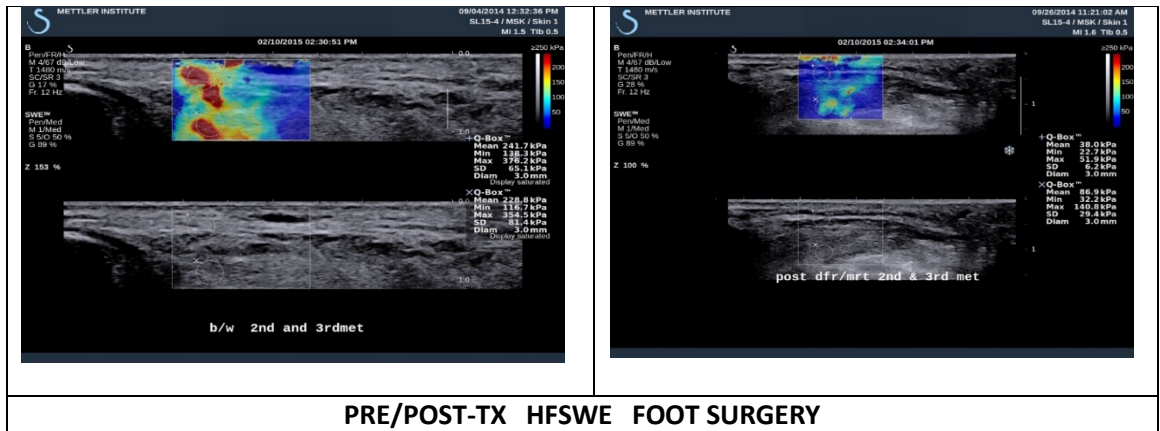 METTLER INSTITUTE
09/04/2014 12:32:36 PM
SL15-4 / MSK / Skin 1
MI 1.5 TIb 0.5
02/10/2015 02:30:51 PM
B
Pen/FR/H
M 4/67 dB/Low
T 1480 m/s
SC/SR 3
G 17 %
Fr. 12 Hz
SWE™
Pen/Med
M 1/Med
S 5/O 50 %
G 89 %
Z 153 %
S
0.0
≥250 kPa
200
150
100
50
1.0
+Q-Box™
Mean 241.7 kPa
Min 138.3 kPa
Max 376.2 kPa
SD 65.1 kPa
Diam 3.0 mm
Display saturated
×Q-Box™
Mean 228.8 kPa
Min 116.7 kPa
Max 354.5 kPa
SD 81.4 kPa
Diam 3.0 mm
Display saturated
0.0
1.0
b/w 2nd and 3rdmet
METTLER INSTITUTE
09/26/2014 11:21:02 AM
SL15-4 / MSK / Skin 1
MI 1.6 TIb 0.5
02/10/2015 02:34:01 PM
B
Pen/FR/H
M 4/67 dB/Low
T 1480 m/s
SC/SR 3
G 28 %
Fr. 12 Hz
SWE™
Pen/Med
M 1/Med
S 5/O 50 %
G 89 %
Z 100 %
S
≥250 kPa
200
150
100
50
1
+Q-Box™
Mean 38.0 kPa
Min 22.7 kPa
Max 51.9 kPa
SD 6.2 kPa
Diam 3.0 mm
×Q-Box™
Mean 86.9 kPa
Min 32.2 kPa
Max 140.8 kPa
SD 29.4 kPa
Diam 3.0 mm
1
post dfr/mrt 2nd & 3rd met
PRE/POST-TX HFSWE FOOT SURGERY